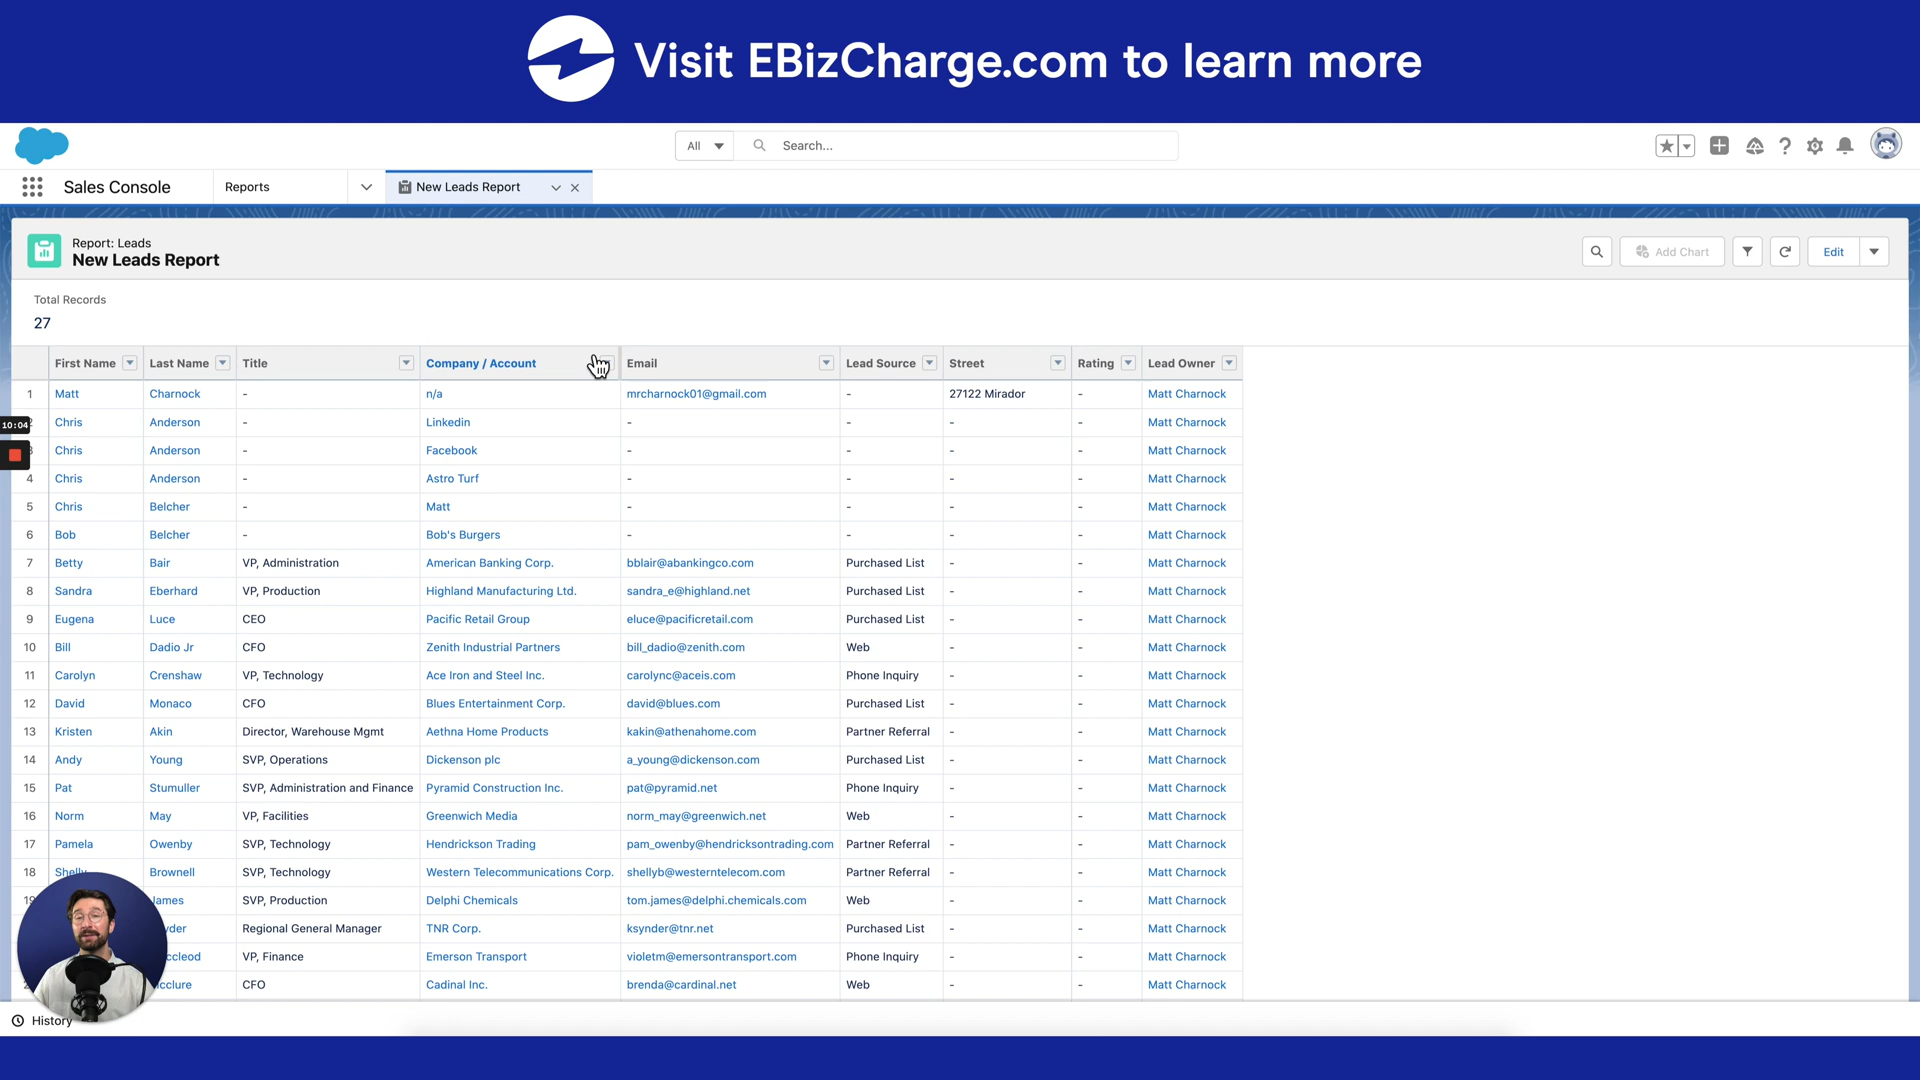 Visit EBizCharge.com to learn more
All Search...
Sales Console Reports New Leads Report
Report: Leads
New Leads Report
Add Chart Edit
Total Records
27
First Name Last Name Title Company / Account Email Lead Source Street Rating Lead Owner
1 Matt Charnock - n/a mrcharnock01@gmail.com - 27122 Mirador - Matt Charnock
10:04
Chris Anderson - Linkedin - - - - Matt Charnock
Chris Anderson - Facebook - - - - Matt Charnock
4 Chris Anderson - Astro Turf - - - - Matt Charnock
5 Chris Belcher - Matt - - - - Matt Charnock
6 Bob Belcher - Bob's Burgers - - - - Matt Charnock
7 Betty Bair VP, Administration American Banking Corp. bblair@abankingco.com Purchased List - - Matt Charnock
8 Sandra Eberhard VP, Production Highland Manufacturing Ltd. sandra_e@highland.net Purchased List - - Matt Charnock
9 Eugena Luce CEO Pacific Retail Group eluce@pacificretail.com Purchased List - - Matt Charnock
10 Bill Dadio Jr CFO Zenith Industrial Partners bill_dadio@zenith.com Web - - Matt Charnock
11 Carolyn Crenshaw VP, Technology Ace Iron and Steel Inc. carolync@aceis.com Phone Inquiry - - Matt Charnock
12 David Monaco CFO Blues Entertainment Corp. david@blues.com Purchased List - - Matt Charnock
13 Kristen Akin Director, Warehouse Mgmt Aethna Home Products kakin@athenahome.com Partner Referral - - Matt Charnock
14 Andy Young SVP, Operations Dickenson plc a_young@dickenson.com Purchased List - - Matt Charnock
15 Pat Stumuller SVP, Administration and Finance Pyramid Construction Inc. pat@pyramid.net Phone Inquiry - - Matt Charnock
16 Norm May VP, Facilities Greenwich Media norm_may@greenwich.net Web - - Matt Charnock
17 Pamela Owenby SVP, Technology Hendrickson Trading pam_owenby@hendricksontrading.com Partner Referral - - Matt Charnock
18 Shelly Brownell SVP, Technology Western Telecommunications Corp. shellyb@westerntelecom.com Partner Referral - - Matt Charnock
19 James SVP, Production Delphi Chemicals tom.james@delphi.chemicals.com Web - - Matt Charnock
Regional General Manager TNR Corp. ksynder@tnr.net Purchased List - - Matt Charnock
VP, Finance Emerson Transport violetm@emersontransport.com Phone Inquiry - - Matt Charnock
CFO Cadinal Inc. brenda@cardinal.net Web - - Matt Charnock
History